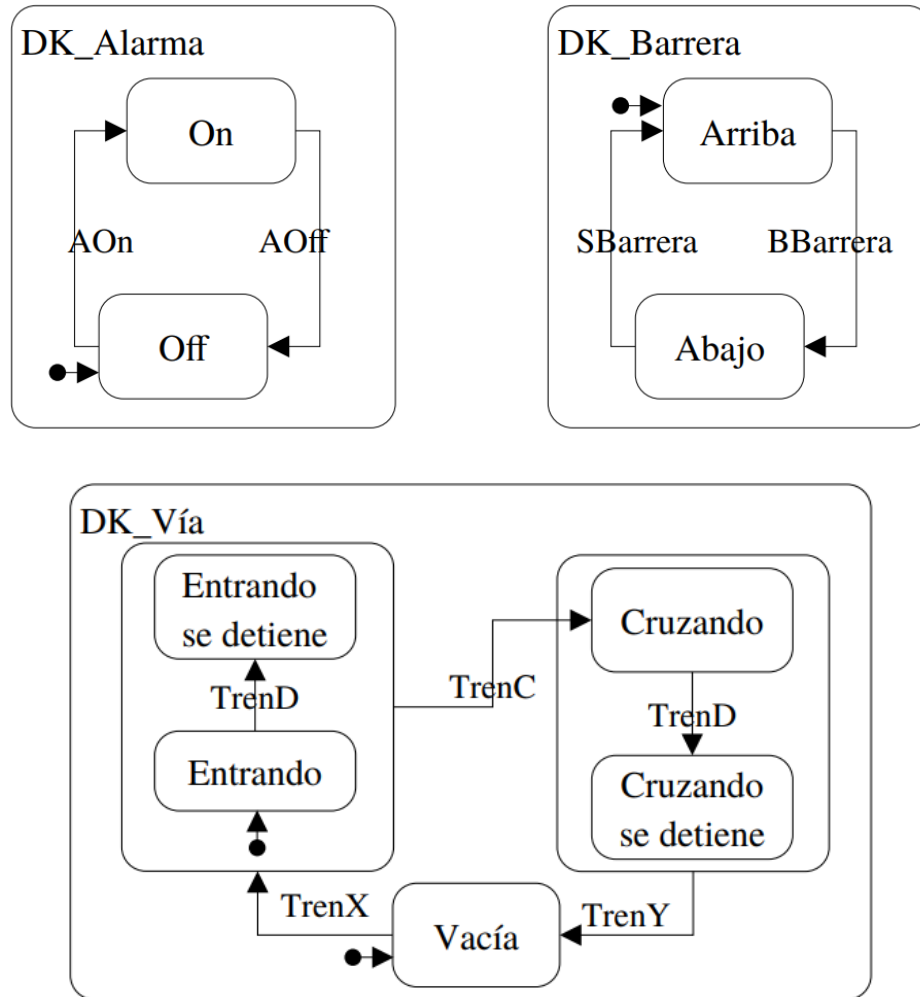 DK_Alarma
On
AOn
AOff
Off
DK_Barrera
Arriba
SBarrera
BBarrera
Abajo
DK_Vía
Entrando
se detiene
TrenD
Entrando
TrenC
Cruzando
TrenD
Cruzando
se detiene
TrenX
Vacía
TrenY